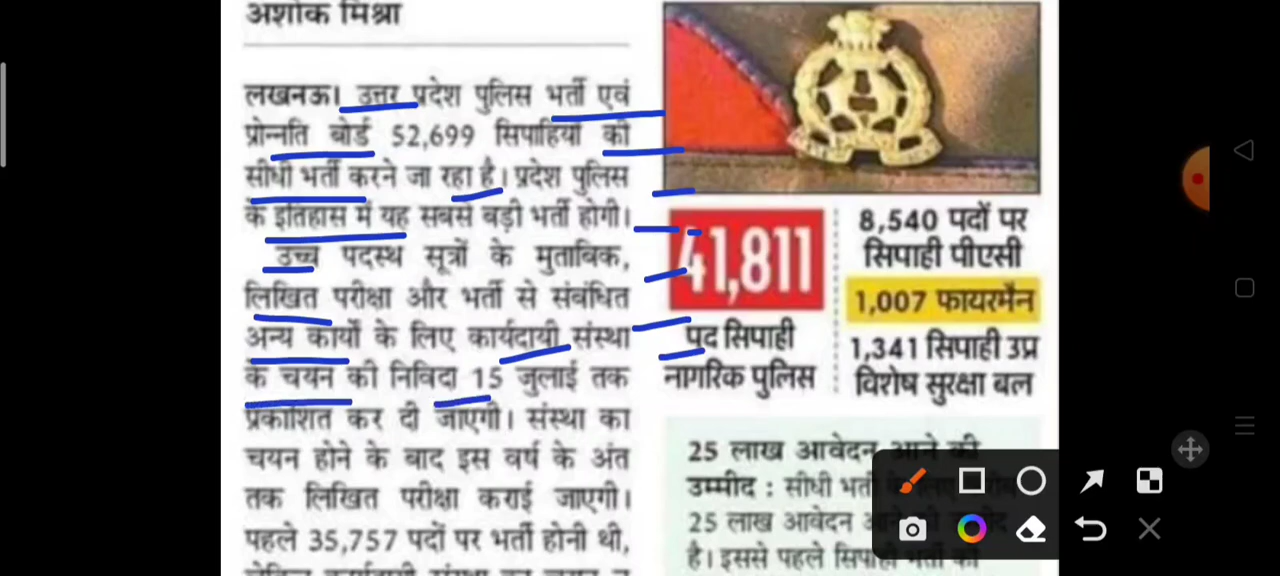 अशोक मिश्रा
लखनऊ। उत्तर प्रदेश पुलिस भर्ती एवं
प्रोन्नति बोर्ड 52,699 सिपाहियों की
सीधी भर्ती करने जा रहा है। प्रदेश पुलिस
के इतिहास में यह सबसे बड़ी भर्ती होगी।
उच्च पदस्थ सूत्रों के मुताबिक,
लिखित परीक्षा और भर्ती से संबंधित
अन्य कार्यों के लिए कार्यदायी संस्था
के चयन की निविदा 15 जुलाई तक
प्रकाशित कर दी जाएगी। संस्था का
चयन होने के बाद इस वर्ष के अंत
तक लिखित परीक्षा कराई जाएगी।
पहले 35,757 पदों पर भर्ती होनी थी,
41,811
पद सिपाही
नागरिक पुलिस
8,540 पदों पर
सिपाही पीएसी
1,007 फायरमैन
1,341 सिपाही उप्र
विशेष सुरक्षा बल
25 लाख आवेदन आने की
उम्मीद : सीधी भर्ती
25 लाख आवेदन
है। इससे पहले सिपाही भर्ती की